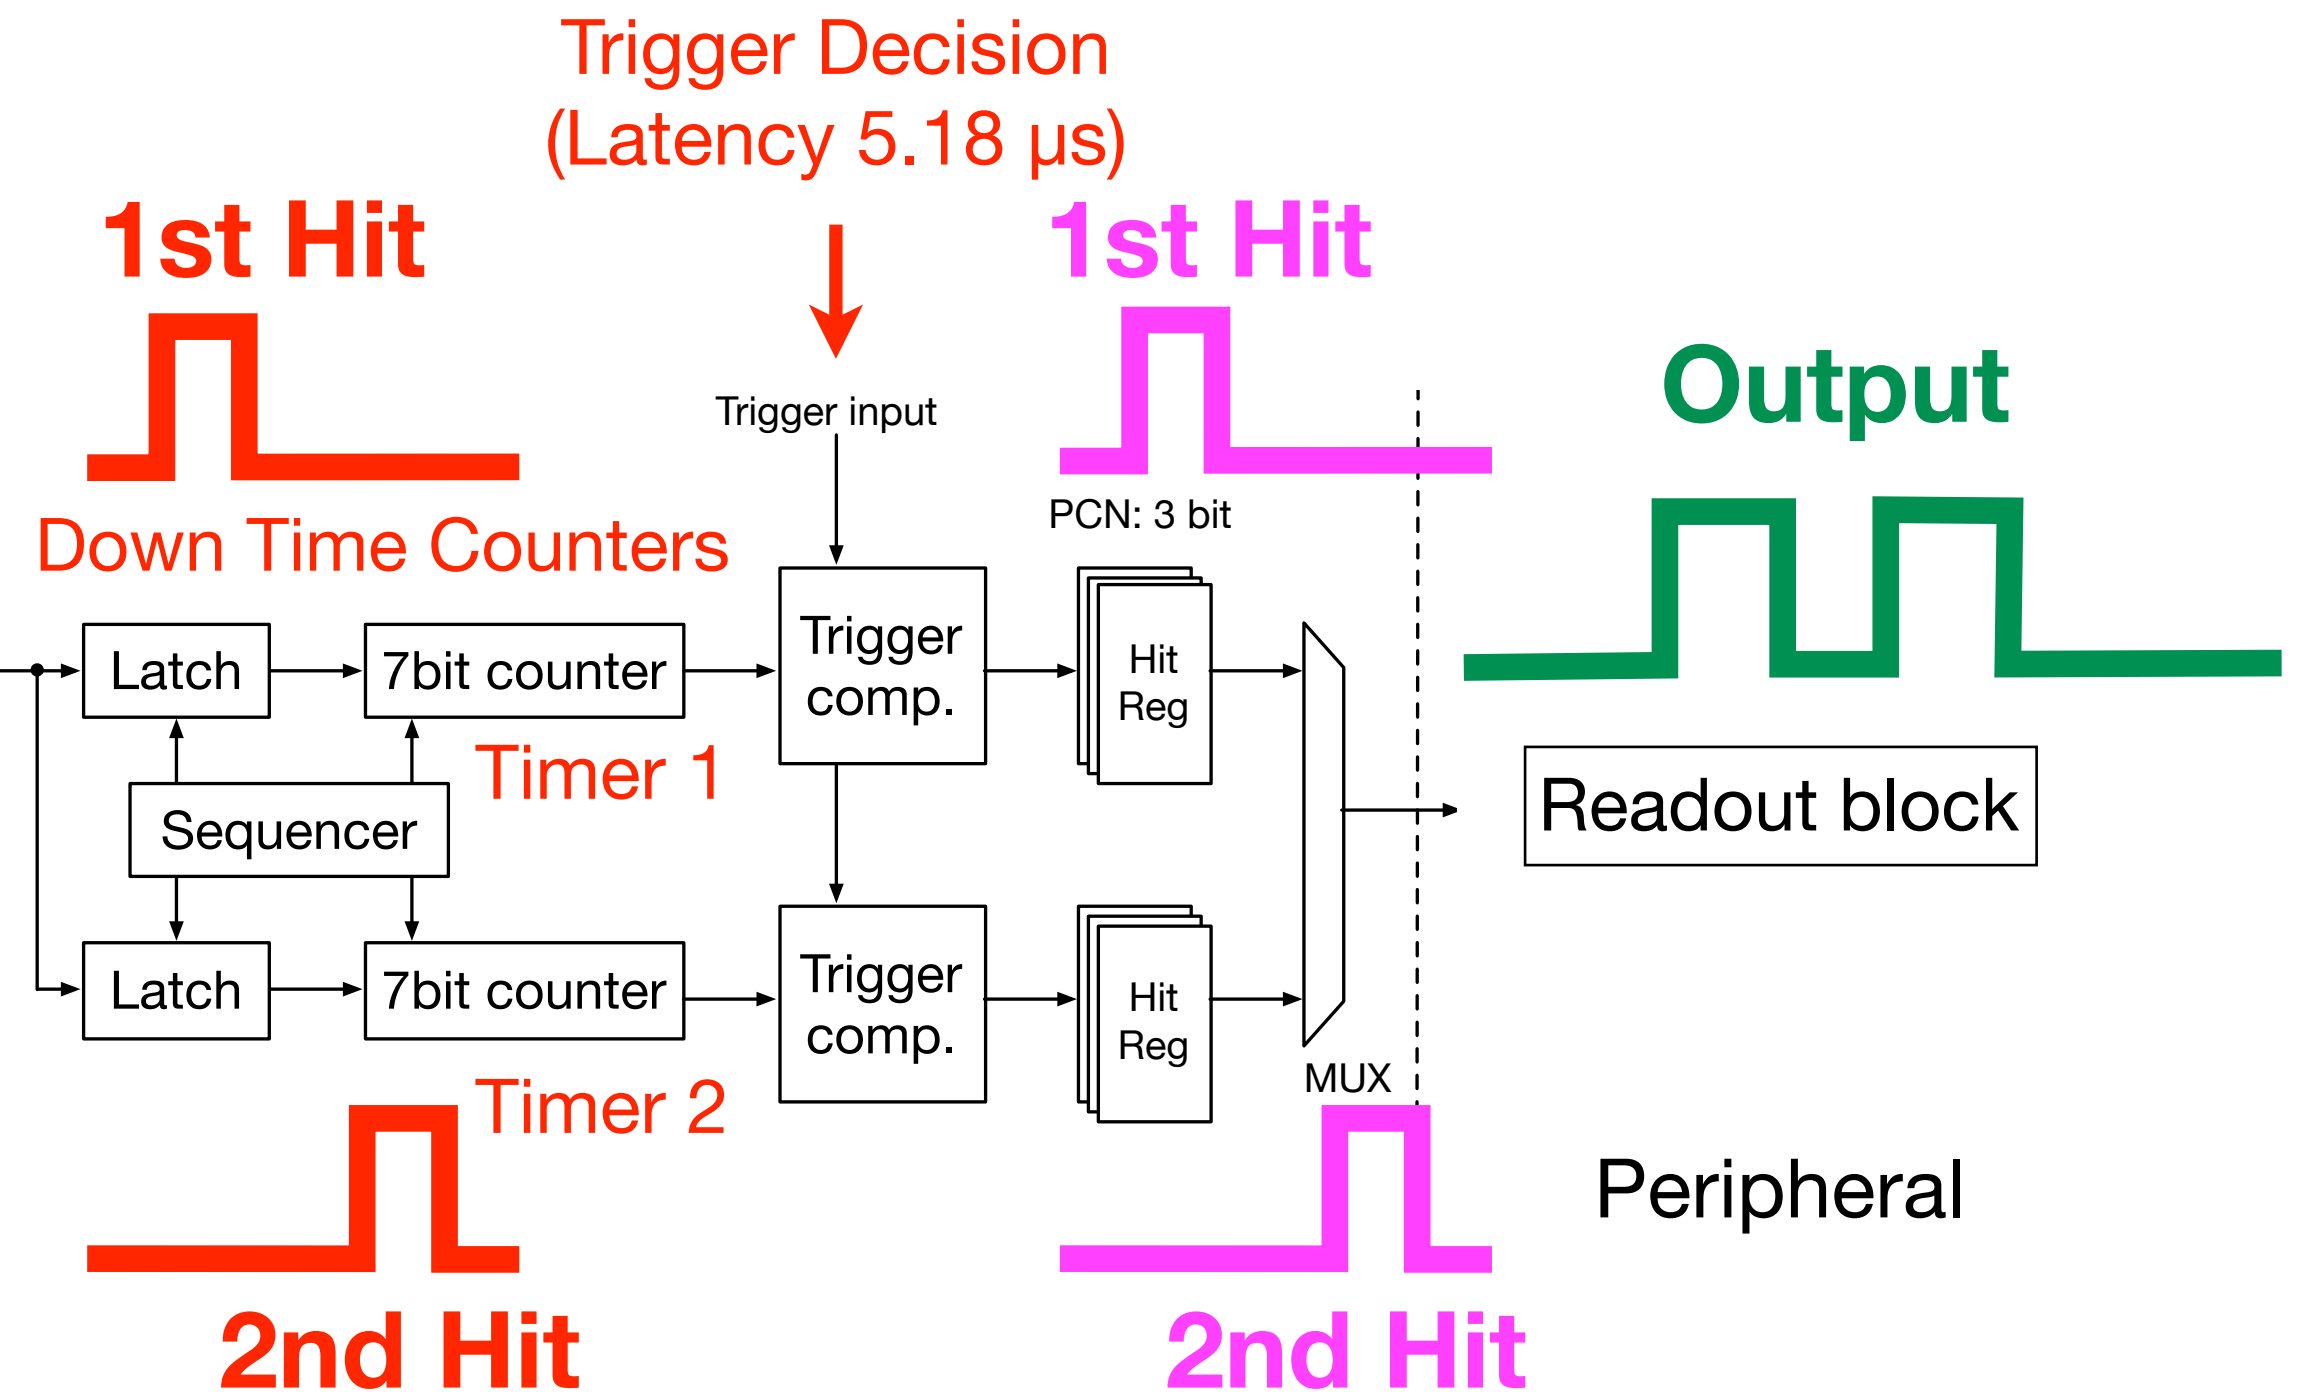 Trigger Decision
(Latency 5.18 µs)
1st Hit
1st Hit
Trigger input
Output
PCN: 3 bit
Down Time Counters
Latch
7bit counter
Trigger
comp.
Hit
Reg
Timer 1
Sequencer
Readout block
Latch
7bit counter
Trigger
comp.
Hit
Reg
MUX
Timer 2
Peripheral
2nd Hit
2nd Hit